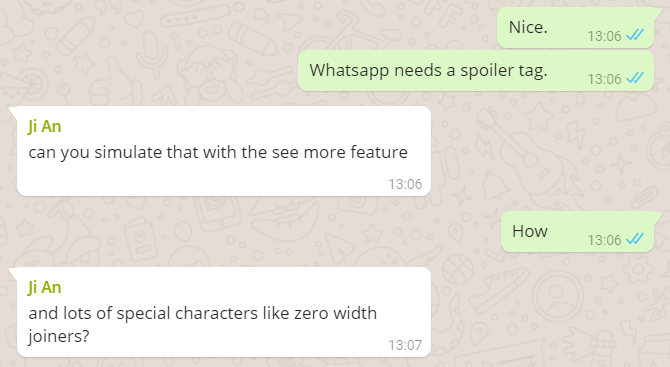 Nice.
13:06
Whatsapp needs a spoiler tag.
13:06
Ji An
can you simulate that with the see more feature
13:06
How
13:06
Ji An
and lots of special characters like zero width
joiners?
13:07